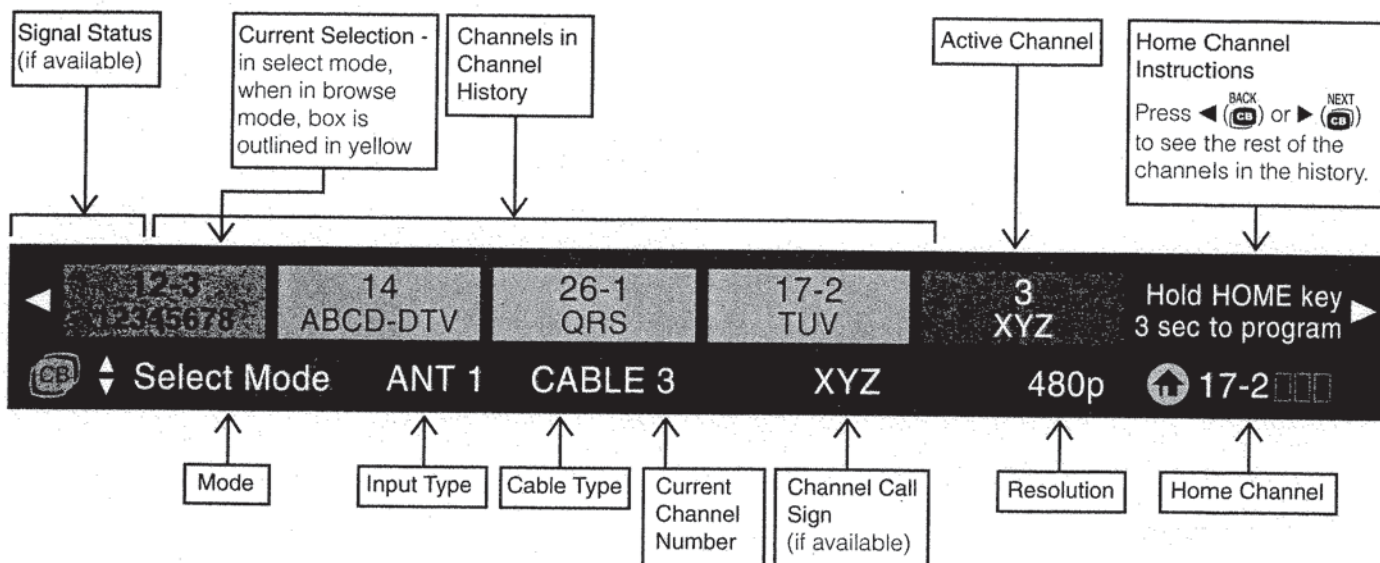 Signal Status
(if available)
Current Selection -
in select mode,
when in browse
mode, box is
outlined in yellow
Channels in
Channel
History
Active Channel
Home Channel
Instructions
BACK NEXT
Press ◀ (CB) or ▶ (CB)
to see the rest of the
channels in the history.
12-3
12345678
14
ABCD-DTV
26-1
QRS
17-2
TUV
3
XYZ
Hold HOME key
3 sec to program
CB Select Mode ANT 1 CABLE 3 XYZ 480p 17-2
Mode
Input Type
Cable Type
Current
Channel
Number
Channel Call
Sign
(if available)
Resolution
Home Channel